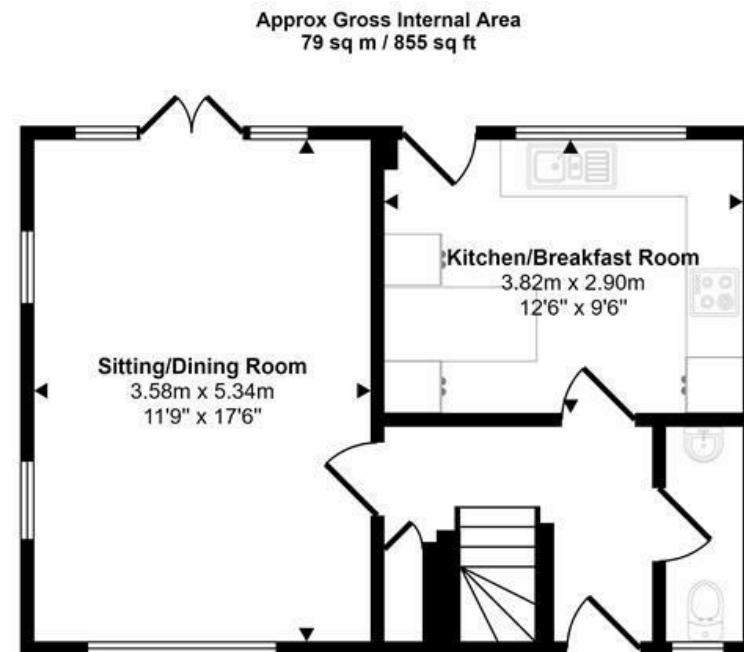 Approx Gross Internal Area
79 sq m / 855 sq ft
Kitchen/Breakfast Room
3.82m x 2.90m
12'6" x 9'6"
Sitting/Dining Room
3.58m x 5.34m
11'9" x 17'6"